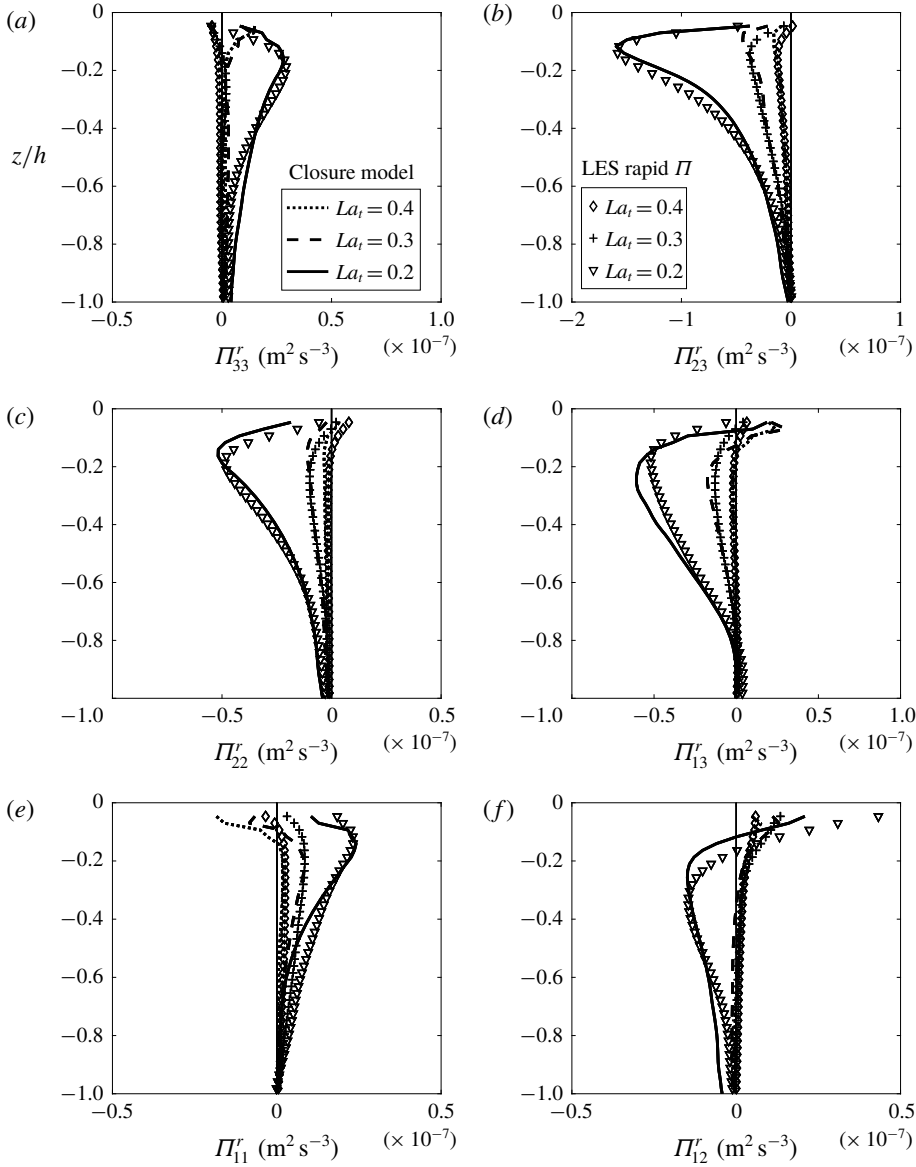 (a)
0
−0.2
−0.4
z/h
−0.6
−0.8
−1.0
Closure model
La_t = 0.4
La_t = 0.3
La_t = 0.2
−0.5 0 0.5 1.0
Π^r_33 (m² s⁻³) (× 10⁻⁷)
(b)
0
−0.2
−0.4
−0.6
−0.8
−1.0
LES rapid Π
La_t = 0.4
La_t = 0.3
La_t = 0.2
−2 −1 0 1
Π^r_23 (m² s⁻³) (× 10⁻⁷)
(c)
0
−0.2
−0.4
−0.6
−0.8
−1.0
−0.5 0 0.5
Π^r_22 (m² s⁻³) (× 10⁻⁷)
(d)
0
−0.2
−0.4
−0.6
−0.8
−1.0
−0.5 0 0.5 1.0
Π^r_13 (m² s⁻³) (× 10⁻⁷)
(e)
0
−0.2
−0.4
−0.6
−0.8
−1.0
−0.5 0 0.5
Π^r_11 (m² s⁻³) (× 10⁻⁷)
(f)
0
−0.2
−0.4
−0.6
−0.8
−1.0
−0.5 0 0.5
Π^r_12 (m² s⁻³) (× 10⁻⁷)